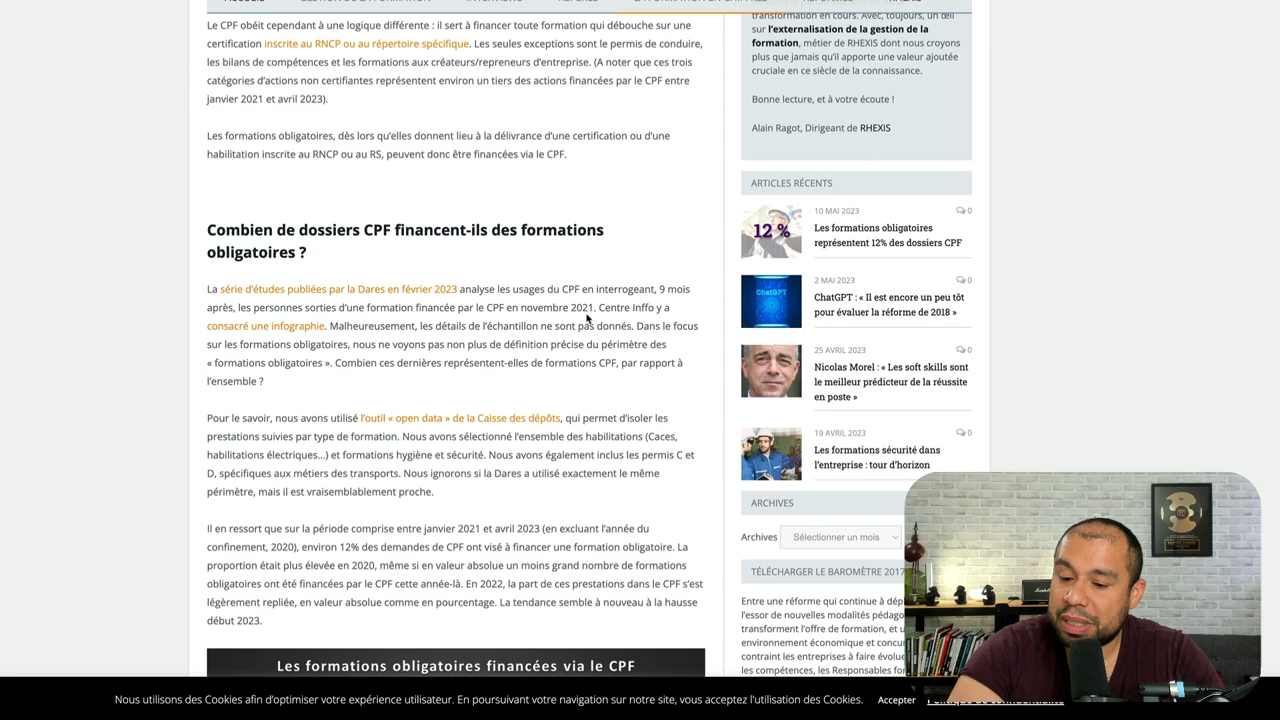 Le CPF obéit cependant à une logique différente : il sert à financer toute formation qui débouche sur une
certification inscrite au RNCP ou au répertoire spécifique. Les seules exceptions sont le permis de conduire,
les bilans de compétences et les formations aux créateurs/repreneurs d'entreprise. (A noter que ces trois
catégories d'actions non certifiantes représentent environ un tiers des actions financées par le CPF entre
janvier 2021 et avril 2023).
Les formations obligatoires, dès lors qu'elles donnent lieu à la délivrance d'une certification ou d'une
habilitation inscrite au RNCP ou au RS, peuvent donc être financées via le CPF.
Combien de dossiers CPF financent-ils des formations
obligatoires ?
La série d'études publiées par la Dares en février 2023 analyse les usages du CPF en interrogeant, 9 mois
après, les personnes sorties d'une formation financée par le CPF en novembre 2021. Centre Inffo y a
consacré une infographie. Malheureusement, les détails de l'échantillon ne sont pas donnés. Dans le focus
sur les formations obligatoires, nous ne voyons pas non plus de définition précise du périmètre des
« formations obligatoires ». Combien ces dernières représentent-elles de formations CPF, par rapport à
l'ensemble ?
Pour le savoir, nous avons utilisé l'outil « open data » de la Caisse des dépôts, qui permet d'isoler les
prestations suivies par type de formation. Nous avons sélectionné l'ensemble des habilitations (Caces,
habilitations électriques...) et formations hygiène et sécurité. Nous avons également inclus les permis C et
D, spécifiques aux métiers des transports. Nous ignorons si la Dares a utilisé exactement le même
périmètre, mais il est vraisemblablement proche.
Il en ressort que sur la période comprise entre janvier 2021 et avril 2023 (en excluant l'année du
confinement, 2020), environ 12% des demandes de CPF ont visé à financer une formation obligatoire. La
proportion était plus élevée en 2020, même si en valeur absolue un moins grand nombre de formations
obligatoires ont été financées par le CPF cette année-là. En 2022, la part de ces prestations dans le CPF s'est
légèrement repliée, en valeur absolue comme en pourcentage. La tendance semble à nouveau à la hausse
début 2023.
Les formations obligatoires financées via le CPF
transformation en cours. Avec, toujours, un œil
sur l'externalisation de la gestion de la
formation, métier de RHEXIS dont nous croyons
plus que jamais qu'il apporte une valeur ajoutée
cruciale en ce siècle de la connaissance.
Bonne lecture, et à votre écoute !
Alain Ragot, Dirigeant de RHEXIS
ARTICLES RÉCENTS
10 MAI 2023 0
12 %
Les formations obligatoires
représentent 12% des dossiers CPF
2 MAI 2023 0
ChatGPT
ChatGPT : « Il est encore un peu tôt
pour évaluer la réforme de 2018 »
25 AVRIL 2023 0
Nicolas Morel : « Les soft skills sont
le meilleur prédicteur de la réussite
en poste »
19 AVRIL 2023 0
Les formations sécurité dans
l'entreprise : tour d'horizon
ARCHIVES
Archives Sélectionner un mois
TÉLÉCHARGER LE BAROMÈTRE 2017
Entre une réforme qui continue à
l'essor de nouvelles modalités
transforment l'offre de formation, et
environnement économique et
contraint les entreprises à faire
les compétences, les Responsables
Nous utilisons des Cookies afin d'optimiser votre expérience utilisateur. En poursuivant votre navigation sur notre site, vous acceptez l'utilisation des Cookies. Accepter